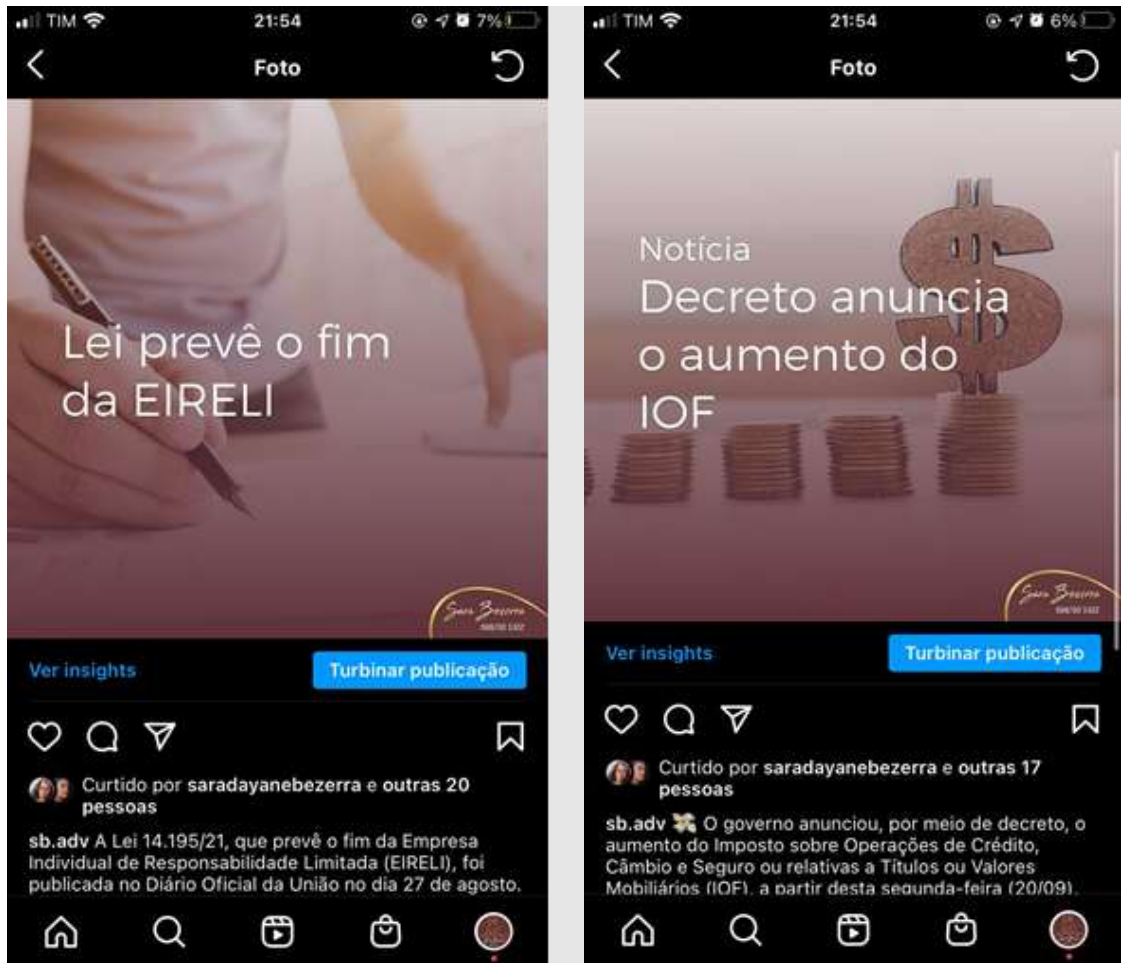 TIM
21:54
7%
Foto
Lei prevê o fim
da EIRELI
Sara Bezerra
Ver insights
Turbinar publicação
Curtido por saradayanebezerra e outras 20
pessoas
sb.adv A Lei 14.195/21, que prevê o fim da Empresa
Individual de Responsabilidade Limitada (EIRELI), foi
publicada no Diário Oficial da União no dia 27 de agosto.
TIM
21:54
6%
Foto
Notícia
Decreto anuncia
o aumento do
IOF
Sara Bezerra
Ver insights
Turbinar publicação
Curtido por saradayanebezerra e outras 17
pessoas
sb.adv 💸 O governo anunciou, por meio de decreto, o
aumento do Imposto sobre Operações de Crédito,
Câmbio e Seguro ou relativas a Títulos ou Valores
Mobiliários (IOF), a partir desta segunda-feira (20/09).